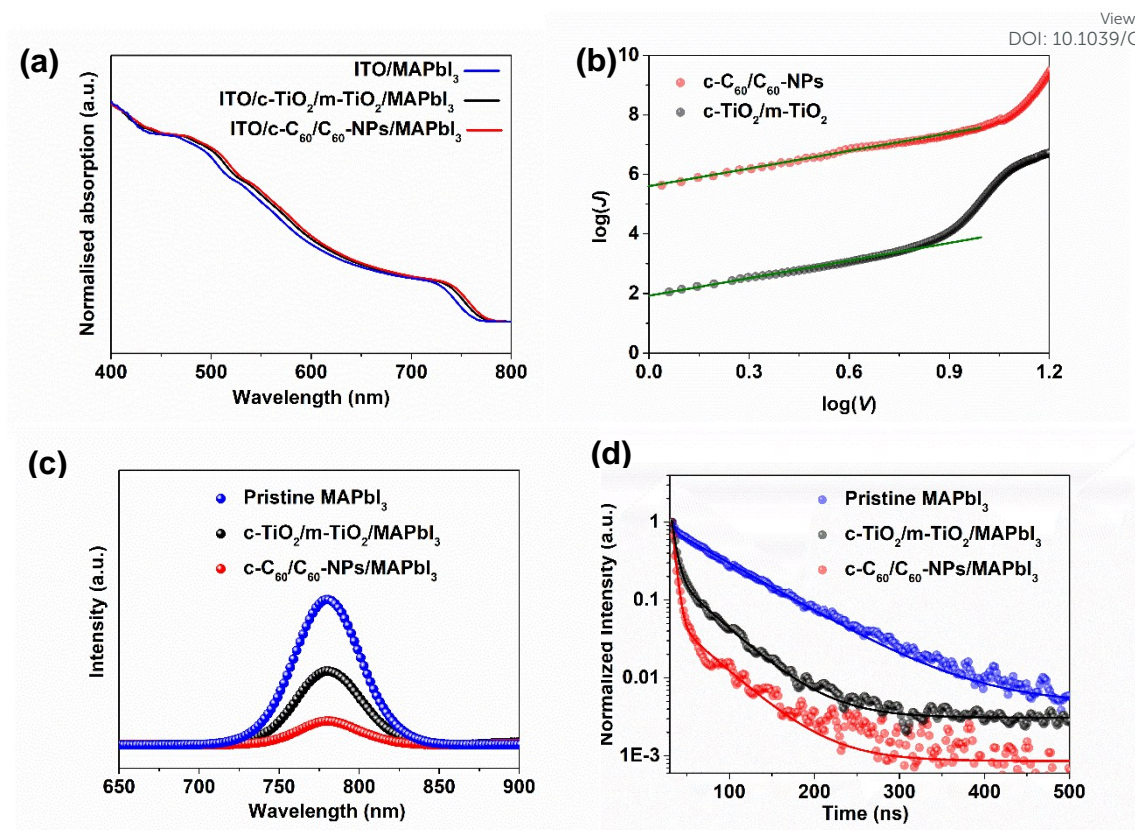 View
DOI: 10.1039/C
(a)
ITO/MAPbI₃
ITO/c-TiO₂/m-TiO₂/MAPbI₃
ITO/c-C₆₀/C₆₀-NPs/MAPbI₃
Normalised absorption (a.u.)
400 500 600 700 800
Wavelength (nm)
(b)
c-C₆₀/C₆₀-NPs
c-TiO₂/m-TiO₂
log(J)
10
8
6
4
2
0
0.0 0.3 0.6 0.9 1.2
log(V)
(c)
Pristine MAPbI₃
c-TiO₂/m-TiO₂/MAPbI₃
c-C₆₀/C₆₀-NPs/MAPbI₃
Intensity (a.u.)
650 700 750 800 850 900
Wavelength (nm)
(d)
Pristine MAPbI₃
c-TiO₂/m-TiO₂/MAPbI₃
c-C₆₀/C₆₀-NPs/MAPbI₃
Normalized Intensity (a.u.)
1
0.1
0.01
1E-3
100 200 300 400 500
Time (ns)